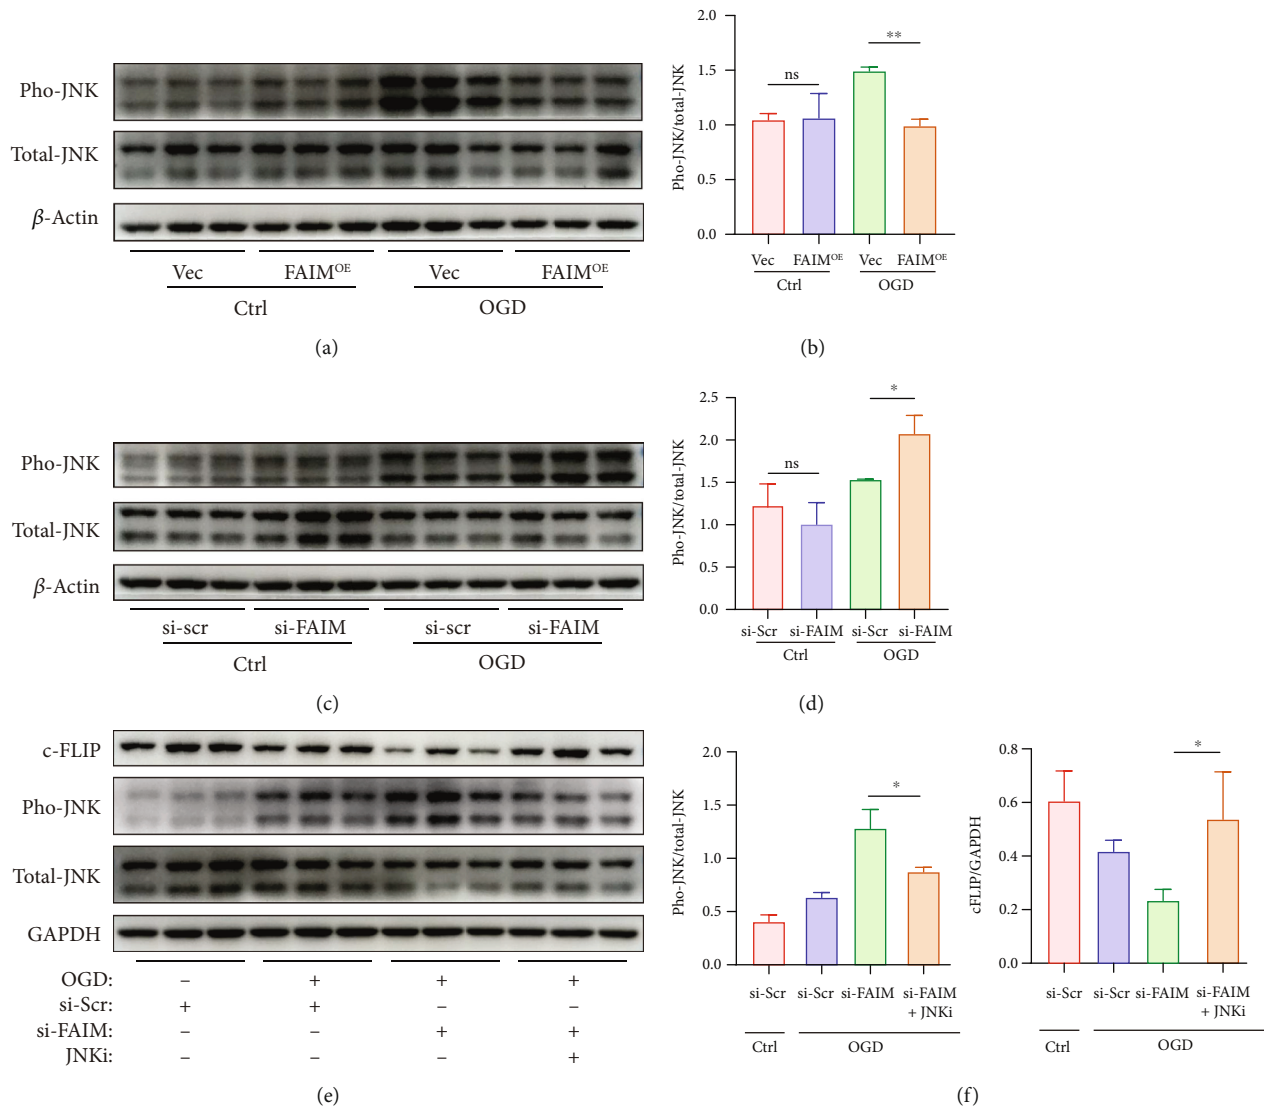 Pho-JNK
Total-JNK
β-Actin
Vec FAIM^OE Vec FAIM^OE
Ctrl OGD
(a)
Pho-JNK/total-JNK
2.0
1.5
1.0
0.5
0.0
ns
**
Vec FAIM^OE Vec FAIM^OE
Ctrl OGD
(b)
Pho-JNK
Total-JNK
β-Actin
si-scr si-FAIM si-scr si-FAIM
Ctrl OGD
(c)
Pho-JNK/total-JNK
2.5
2.0
1.5
1.0
0.5
0.0
ns
*
si-Scr si-FAIM si-Scr si-FAIM
Ctrl OGD
(d)
c-FLIP
Pho-JNK
Total-JNK
GAPDH
OGD: – + + +
si-Scr: + + – –
si-FAIM: – – + +
JNKi: – – – +
(e)
Pho-JNK/total-JNK
2.0
1.5
1.0
0.5
0.0
*
si-Scr si-Scr si-FAIM si-FAIM
+ JNKi
Ctrl OGD
cFLIP/GAPDH
0.8
0.6
0.4
0.2
0.0
*
si-Scr si-Scr si-FAIM si-FAIM
+ JNKi
Ctrl OGD
(f)